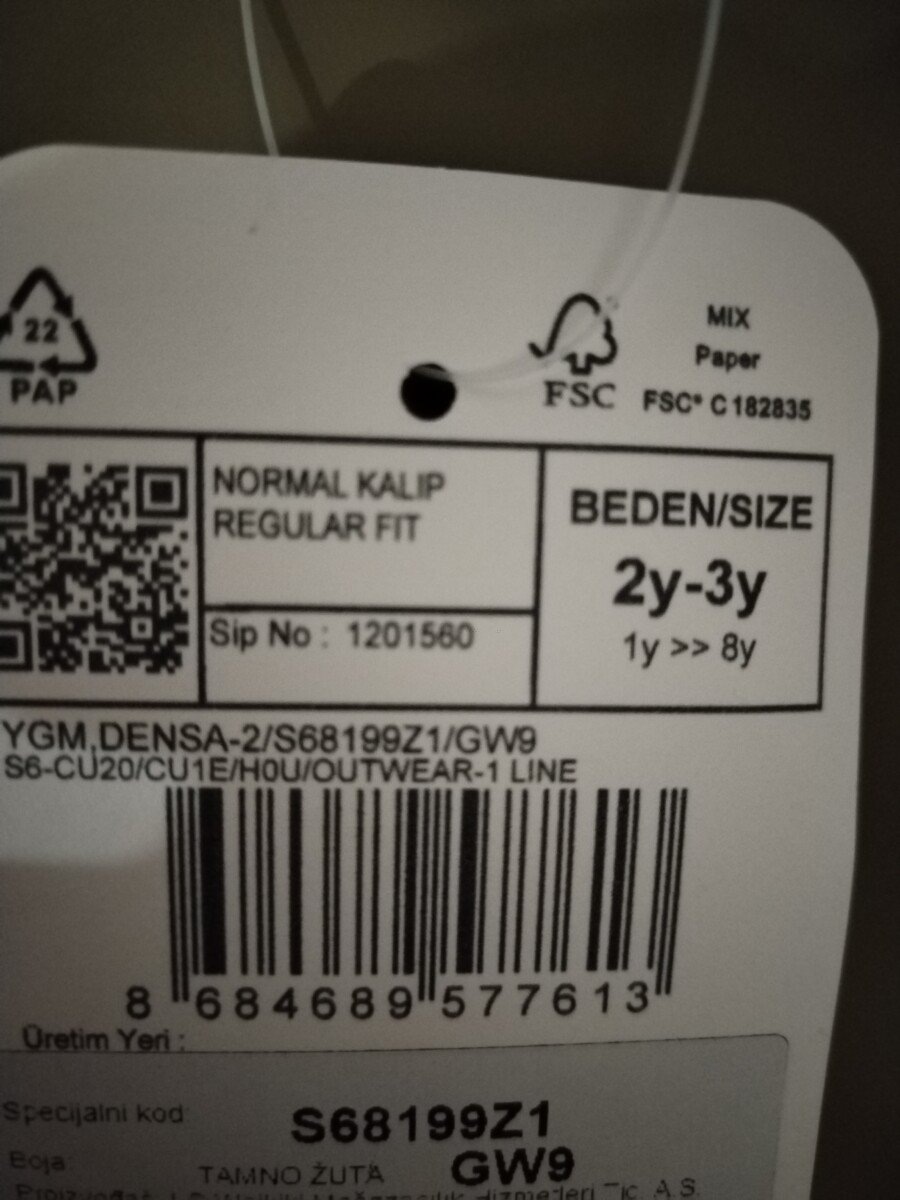 22
PAP
FSC
MIX
Paper
FSC® C182835
NORMAL KALIP
REGULAR FIT
Sip No : 1201560
BEDEN/SIZE
2y-3y
1y >> 8y
YGM,DENSA-2/S68199Z1/GW9
S6-CU20/CU1E/H0U/OUTWEAR-1 LINE
8 684689 577613
Üretim Yeri :
Specijalni kod: S68199Z1
Boja: TAMNO ŽUTA GW9
Tic. A.S.